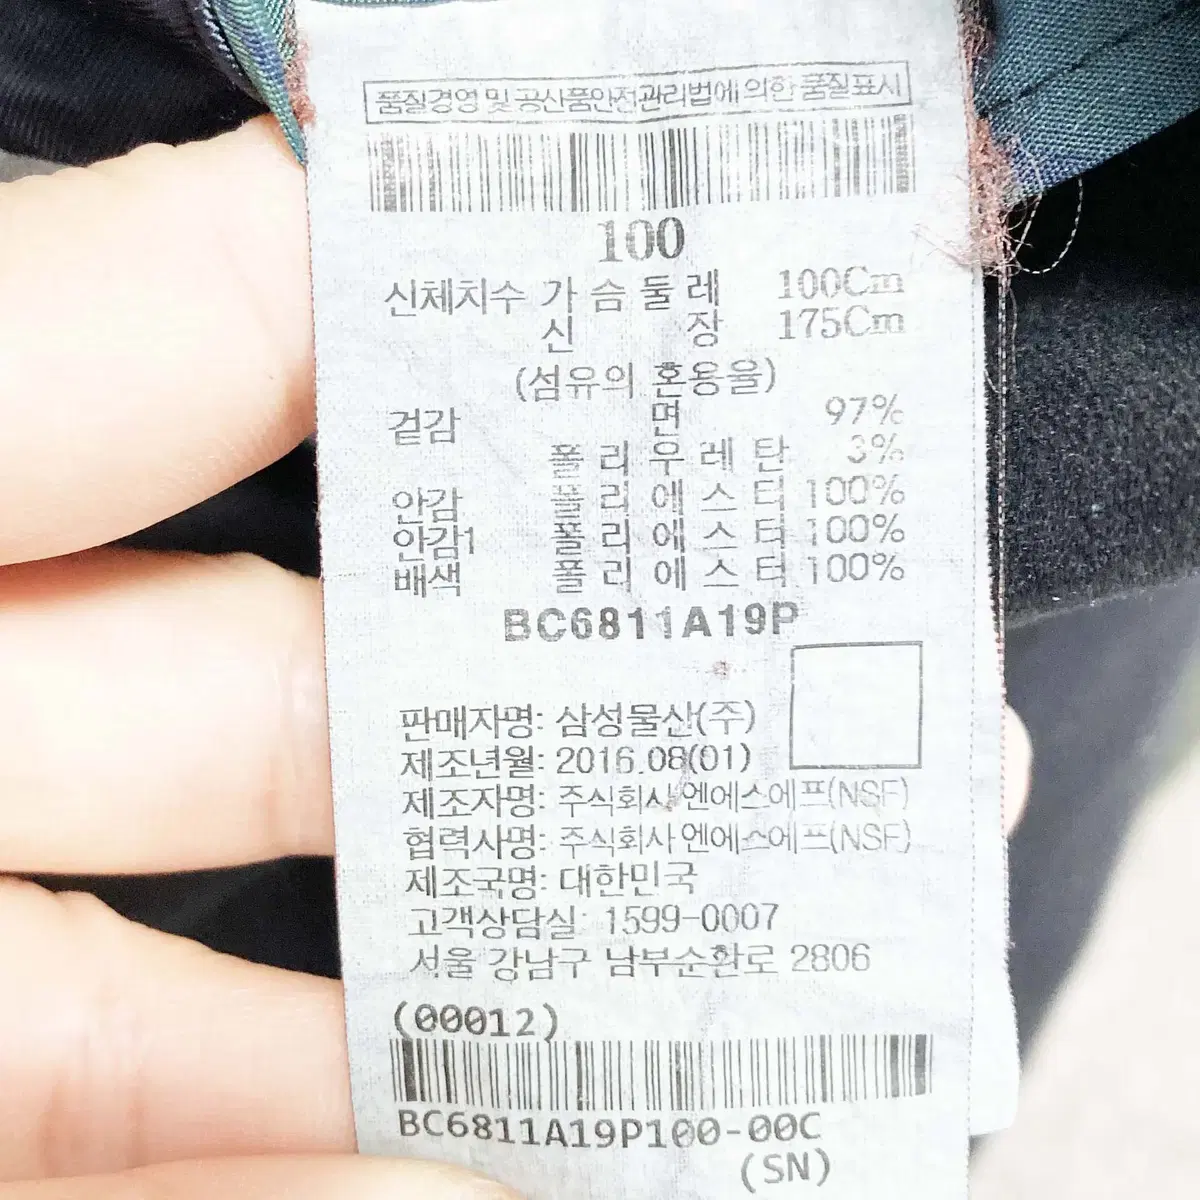 품질경영 및 공산품안전관리법에 의한 품질표시
100
신체치수 가슴둘레 100Cm
신장 175Cm
(섬유의 혼용율)
겉감 면 97%
폴리우레탄 3%
안감 폴리에스터 100%
안감1 폴리에스터 100%
배색 폴리에스터 100%
BC6811A19P
판매자명: 삼성물산(주)
제조년월: 2016.08(01)
제조자명: 주식회사 엔에스에프(NSF)
협력사명: 주식회사 엔에스에프(NSF)
제조국명: 대한민국
고객상담실: 1599-0007
서울 강남구 남부순환로 2806
(00012)
BC6811A19P100-00C
(SN)